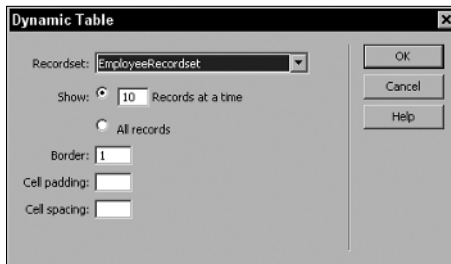 Dynamic Table
Recordset: EmployeeRecordset
OK
Show: 10 Records at a time
Cancel
All records
Help
Border: 1
Cell padding:
Cell spacing: